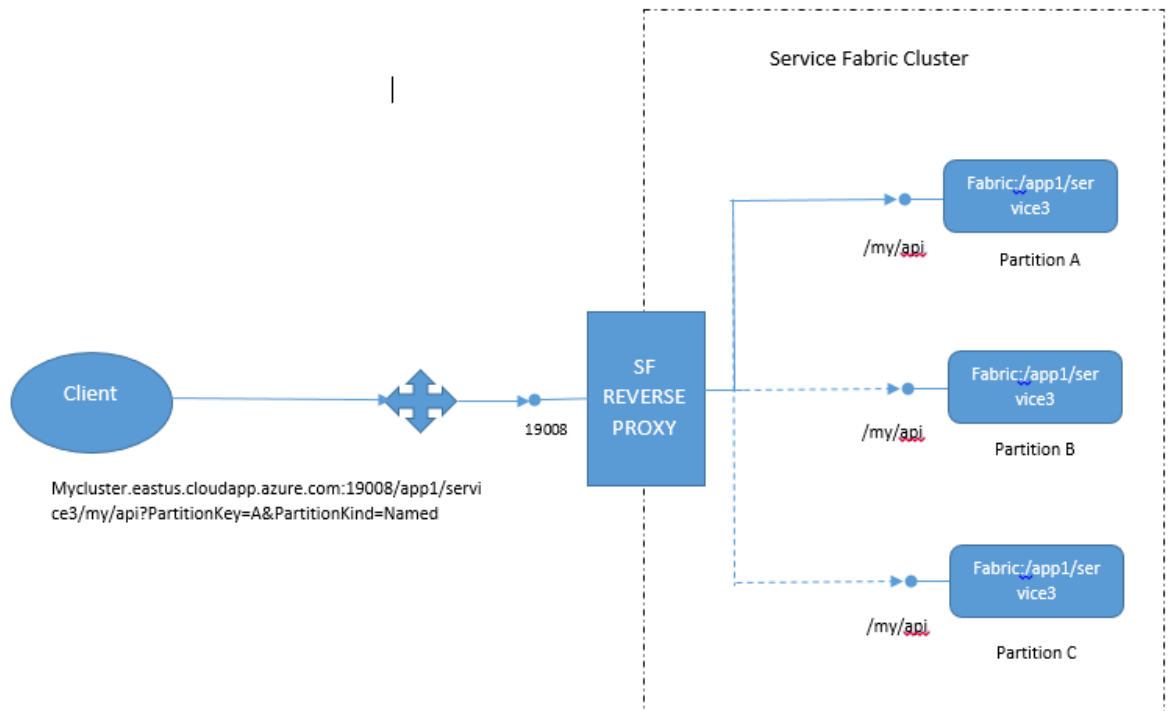 Service Fabric Cluster
Fabric:/app1/ser
vice3
/my/api
Partition A
Client
SF
REVERSE
PROXY
19008
Fabric:/app1/ser
vice3
/my/api
Partition B
Mycluster.eastus.cloudapp.azure.com:19008/app1/servi
ce3/my/api?PartitionKey=A&PartitionKind=Named
Fabric:/app1/ser
vice3
/my/api
Partition C